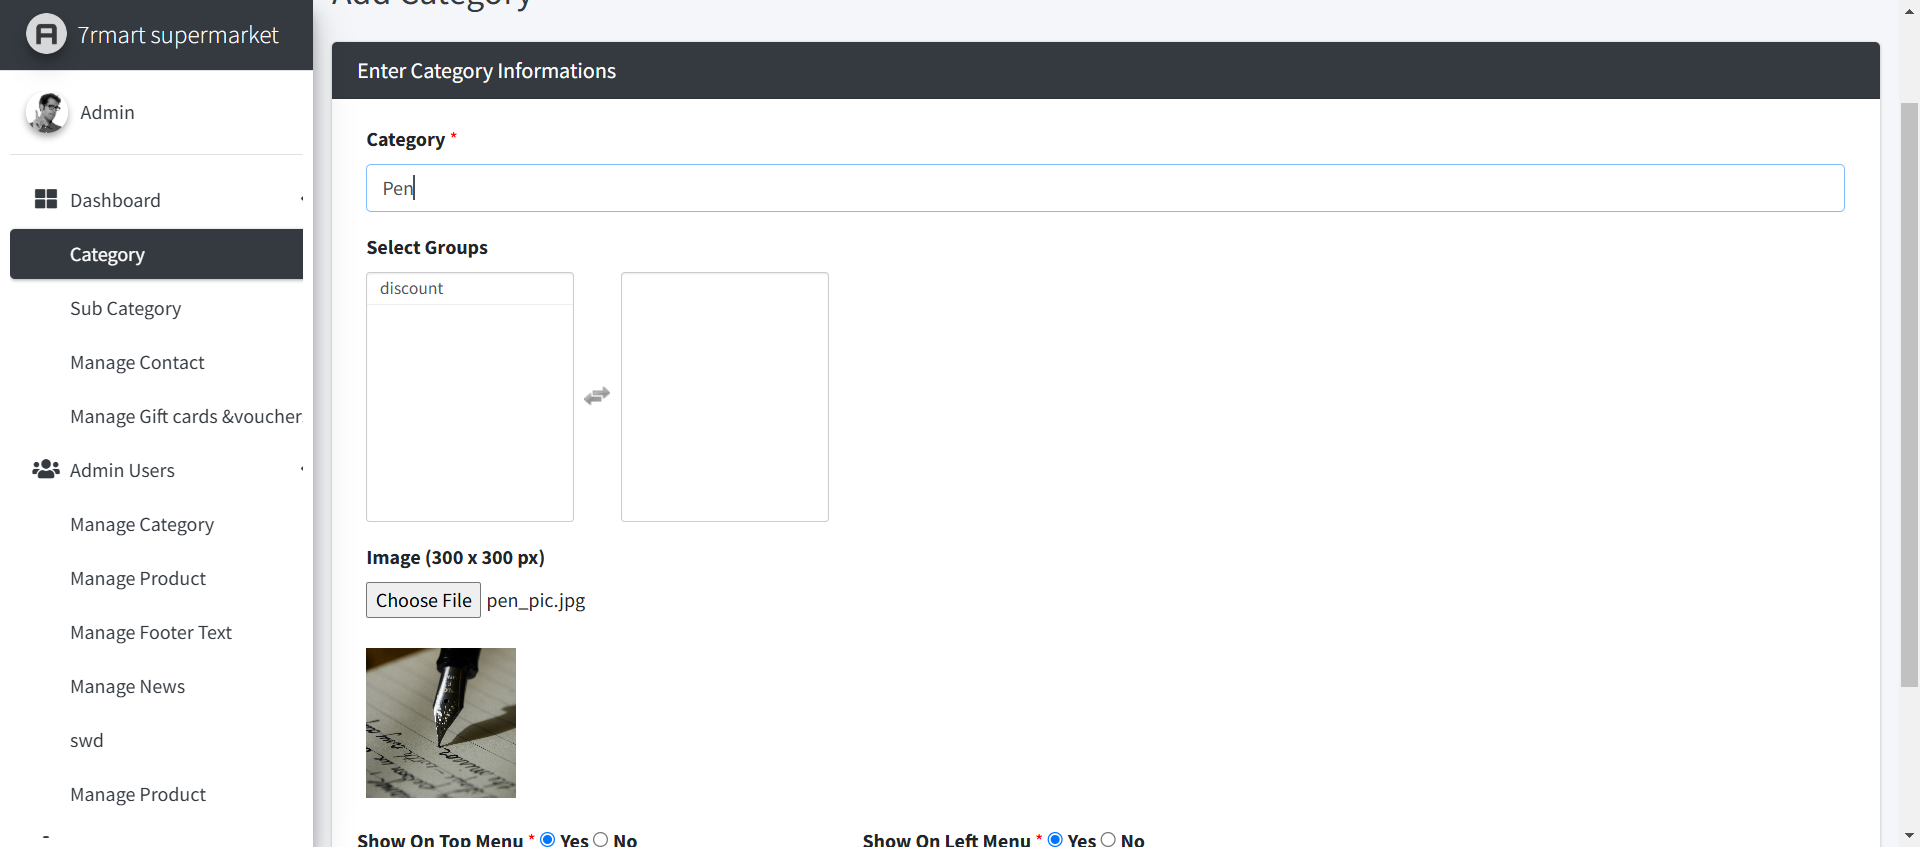 7rmart supermarket
Admin
Dashboard
Category
Sub Category
Manage Contact
Manage Gift cards &voucher
Admin Users
Manage Category
Manage Product
Manage Footer Text
Manage News
swd
Manage Product
Add Category
Enter Category Informations
Category *
Pen
Select Groups
discount
Image (300 x 300 px)
Choose File pen_pic.jpg
Show On Top Menu * Yes No
Show On Left Menu * Yes No